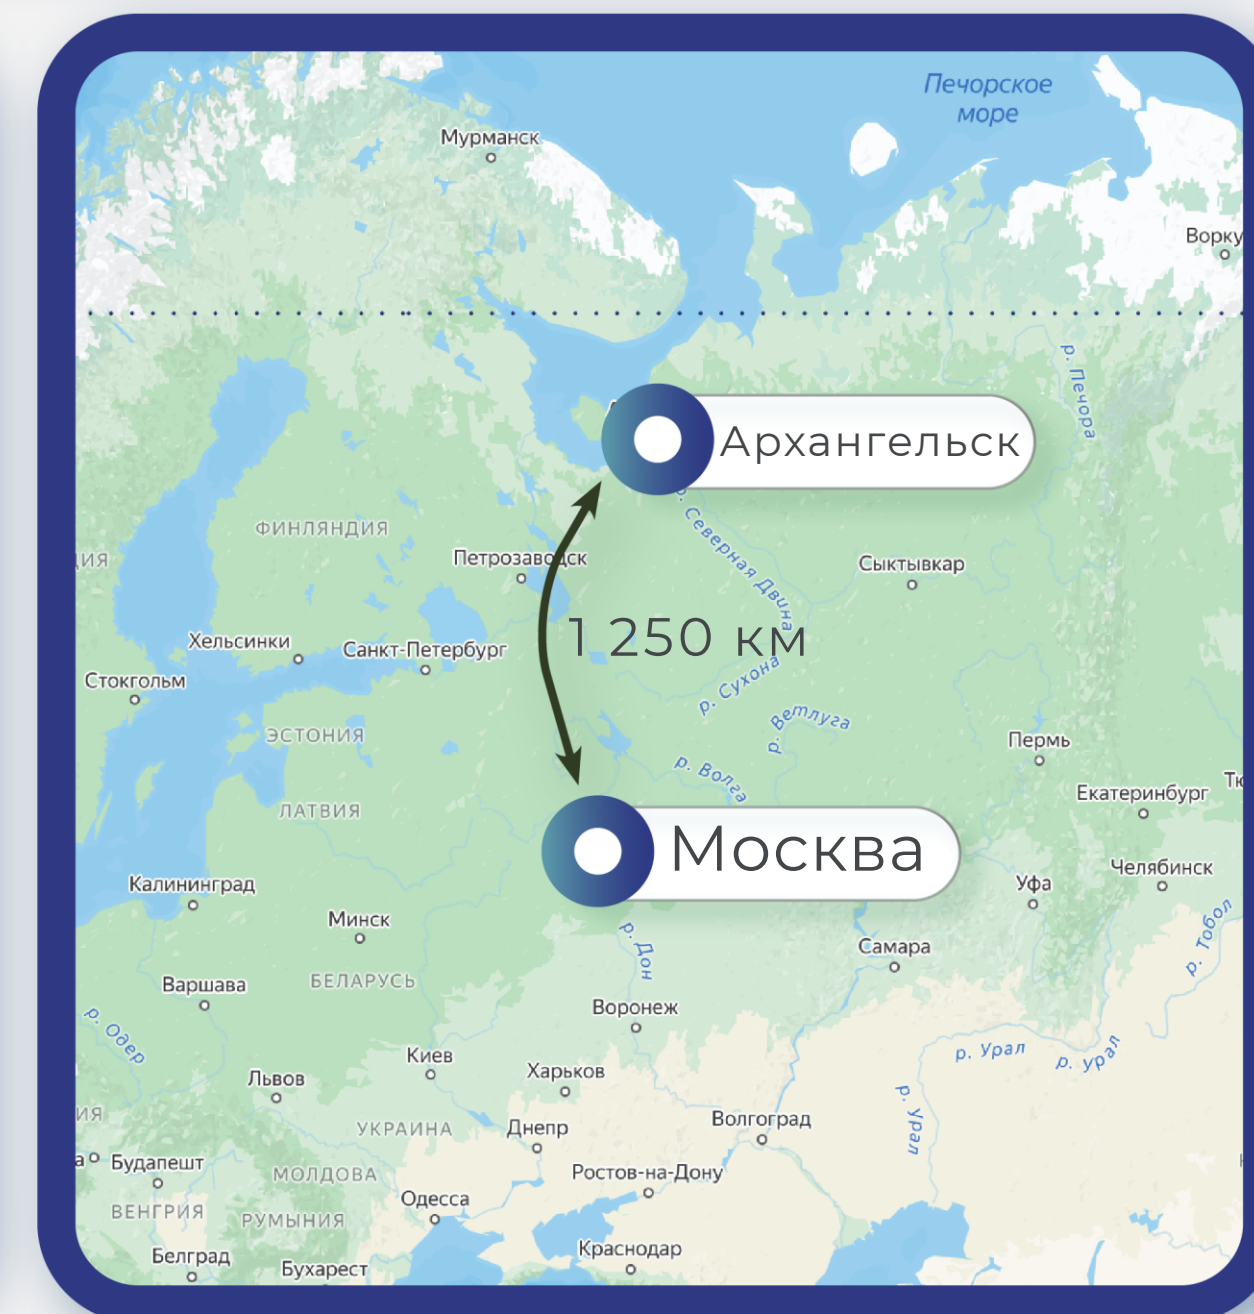 Печорское
море
Мурманск
Ворку
р. Печора
Архангельск
р. Северная Двина
ФИНЛЯНДИЯ
ИЯ
Петрозаводск
Сыктывкар
1 250 км
Хельсинки
Санкт-Петербург
Стокгольм
р. Сухона
р. Ветлуга
ЭСТОНИЯ
Пермь
р. Волга
Екатеринбург
Тю
ЛАТВИЯ
Москва
Челябинск
Калининград
Уфа
Минск
р. Дон
Самара
р. Тобол
БЕЛАРУСЬ
Варшава
Воронеж
р. Одер
Киев
р. Урал
р. Урал
Львов
Харьков
р. Урал
ИЯ
УКРАИНА
Днепр
Волгоград
а
Будапешт
МОЛДОВА
Ростов-на-Дону
ВЕНГРИЯ
РУМЫНИЯ
Одесса
Белград
Бухарест
Краснодар